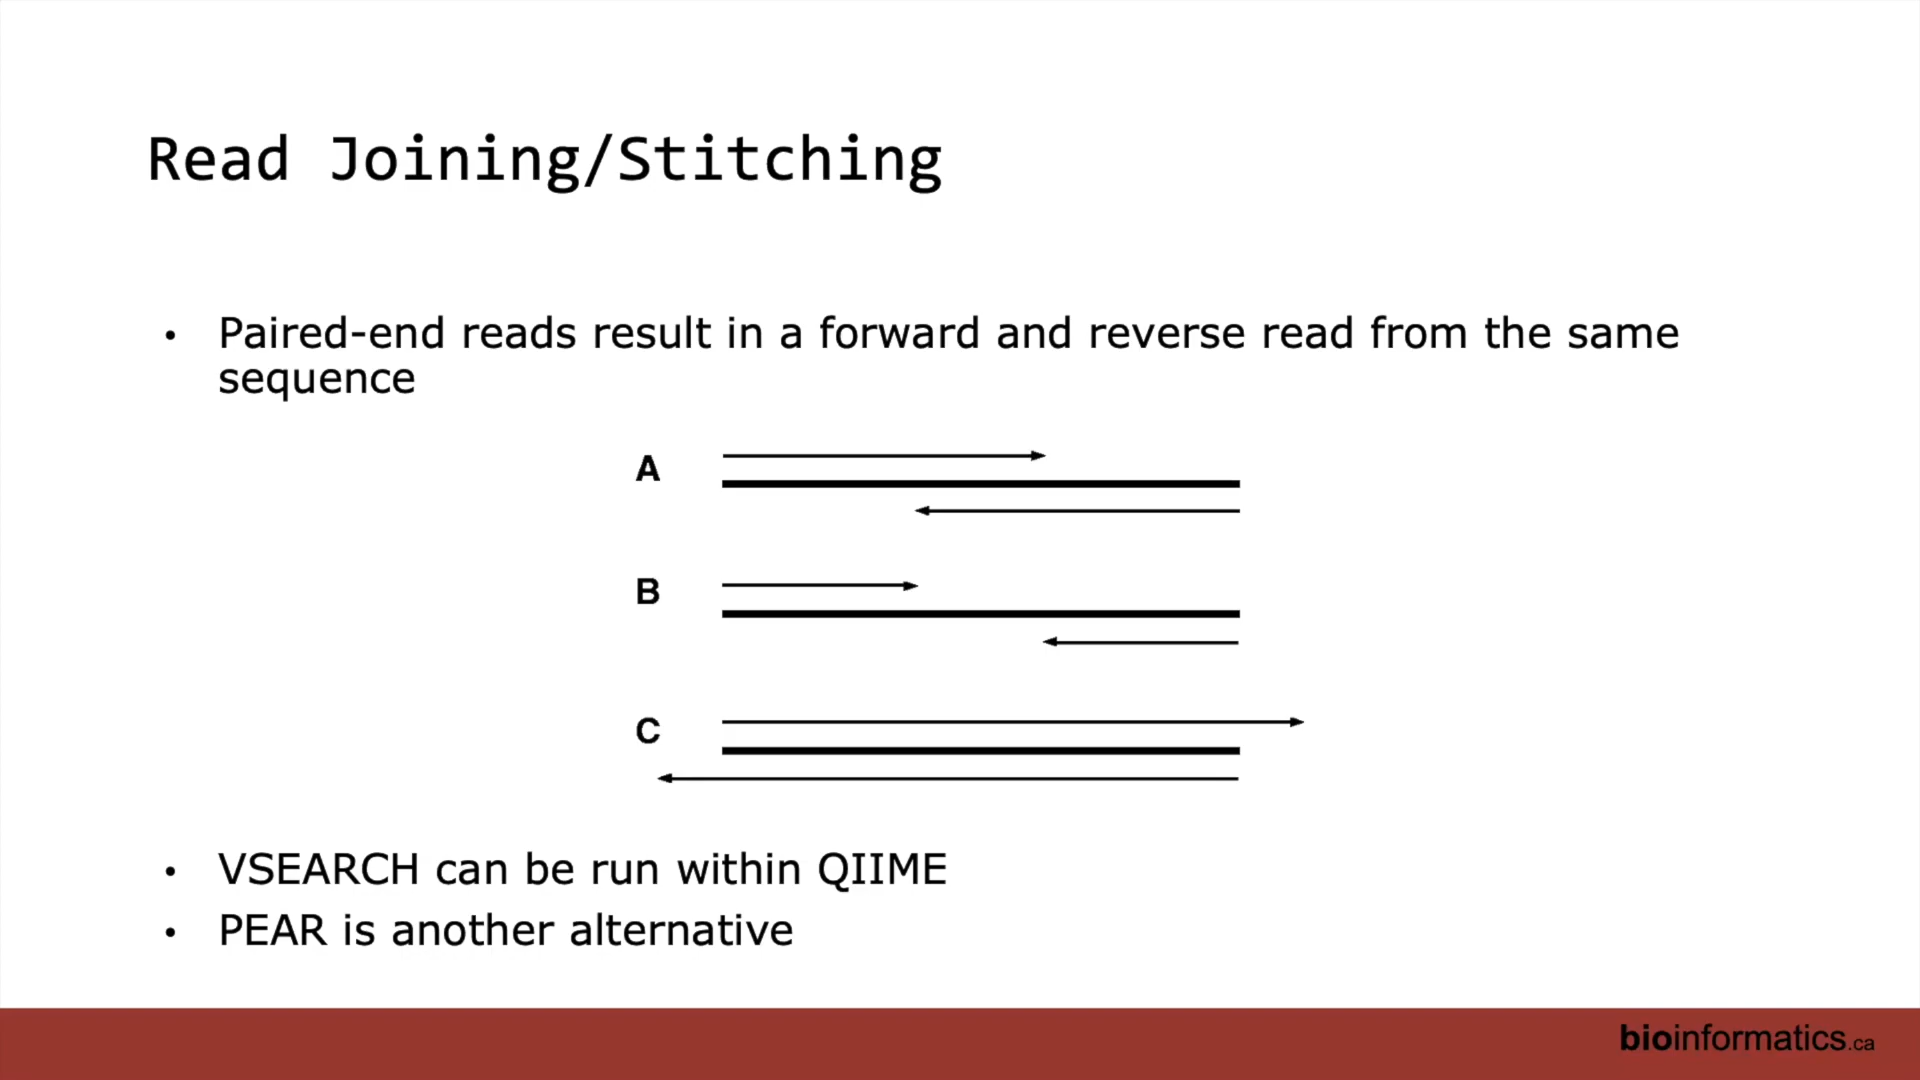 Read Joining/Stitching
• Paired-end reads result in a forward and reverse read from the same
sequence
A
B
C
• VSEARCH can be run within QIIME
• PEAR is another alternative
bioinformatics.ca